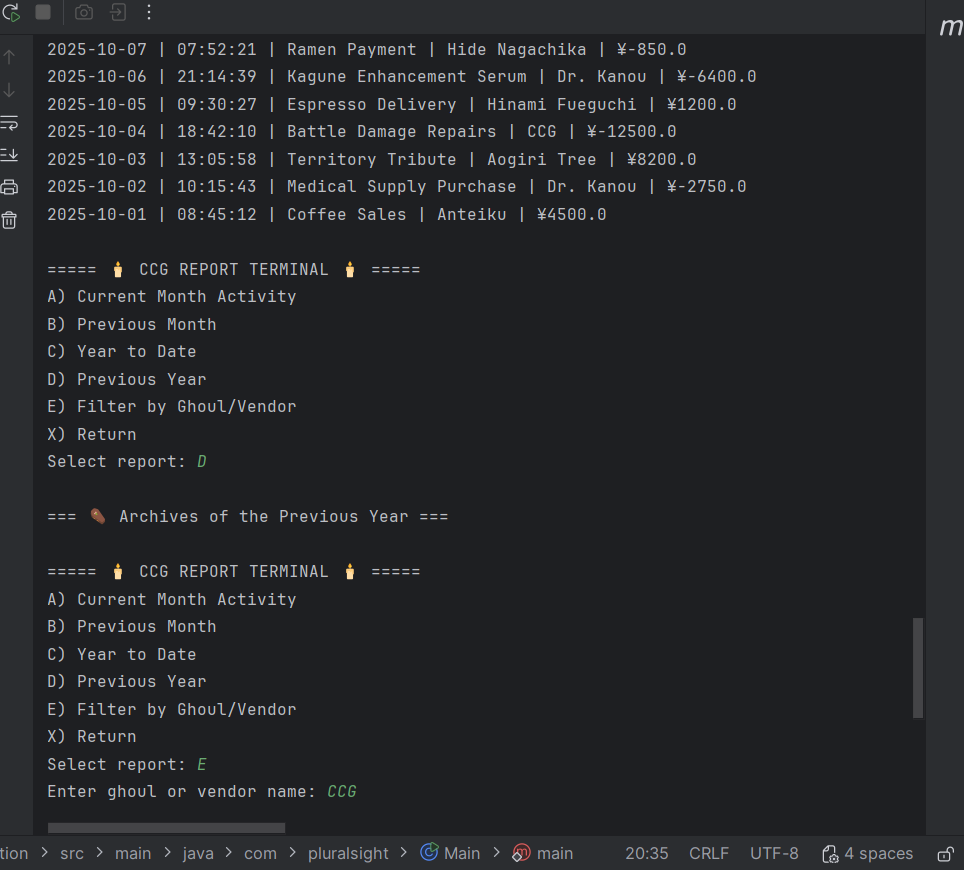 m
2025-10-07 | 07:52:21 | Ramen Payment | Hide Nagachika | ¥-850.0
2025-10-06 | 21:14:39 | Kagune Enhancement Serum | Dr. Kanou | ¥-6400.0
2025-10-05 | 09:30:27 | Espresso Delivery | Hinami Fueguchi | ¥1200.0
2025-10-04 | 18:42:10 | Battle Damage Repairs | CCG | ¥-12500.0
2025-10-03 | 13:05:58 | Territory Tribute | Aogiri Tree | ¥8200.0
2025-10-02 | 10:15:43 | Medical Supply Purchase | Dr. Kanou | ¥-2750.0
2025-10-01 | 08:45:12 | Coffee Sales | Anteiku | ¥4500.0
===== 🕯️ CCG REPORT TERMINAL 🕯️ =====
A) Current Month Activity
B) Previous Month
C) Year to Date
D) Previous Year
E) Filter by Ghoul/Vendor
X) Return
Select report: D
=== ⚰️ Archives of the Previous Year ===
===== 🕯️ CCG REPORT TERMINAL 🕯️ =====
A) Current Month Activity
B) Previous Month
C) Year to Date
D) Previous Year
E) Filter by Ghoul/Vendor
X) Return
Select report: E
Enter ghoul or vendor name: CCG
tion > src > main > java > com > pluralsight > Main > main 20:35 CRLF UTF-8 4 spaces